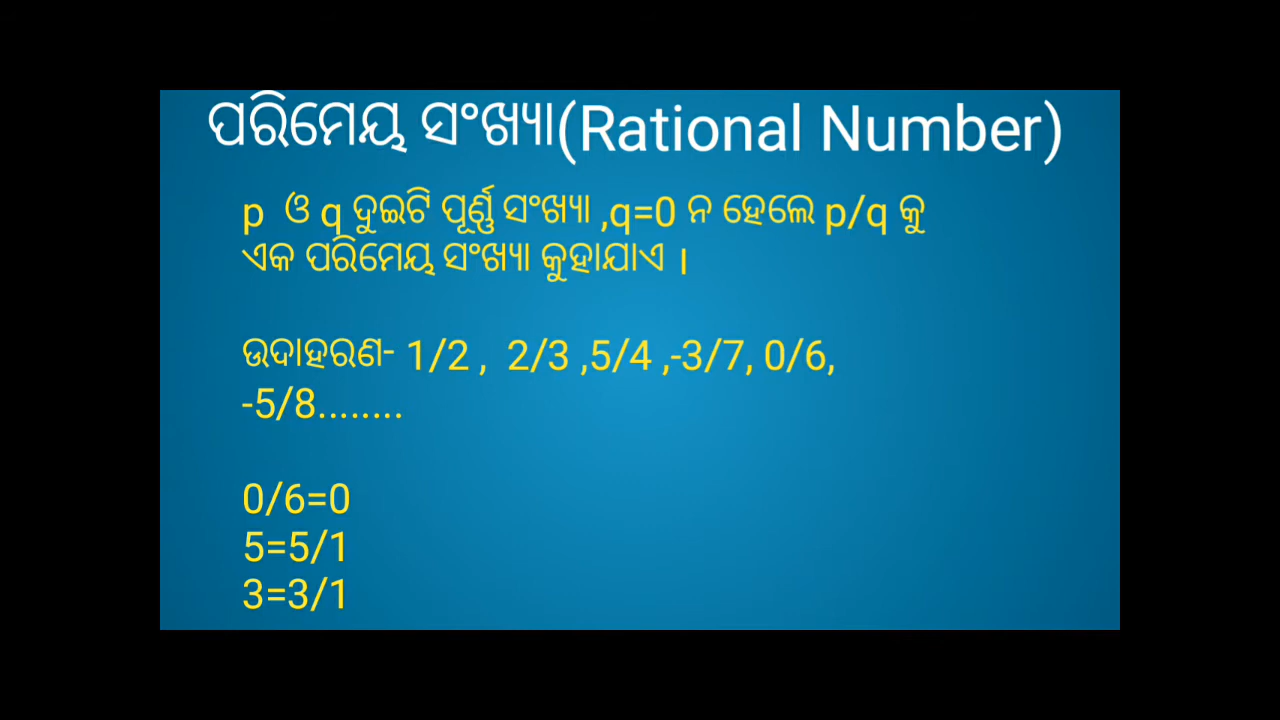 ପରିମେୟ ସଂଖ୍ୟା(Rational Number)
p ଓ q ଦୁଇଟି ପୂର୍ଣ୍ଣ ସଂଖ୍ୟା ,q=0 ନ ହେଲେ p/q କୁ
ଏକ ପରିମେୟ ସଂଖ୍ୟା କୁହାଯାଏ ।
ଉଦାହରଣ- 1/2 , 2/3 ,5/4 ,-3/7, 0/6,
-5/8........
0/6=0
5=5/1
3=3/1